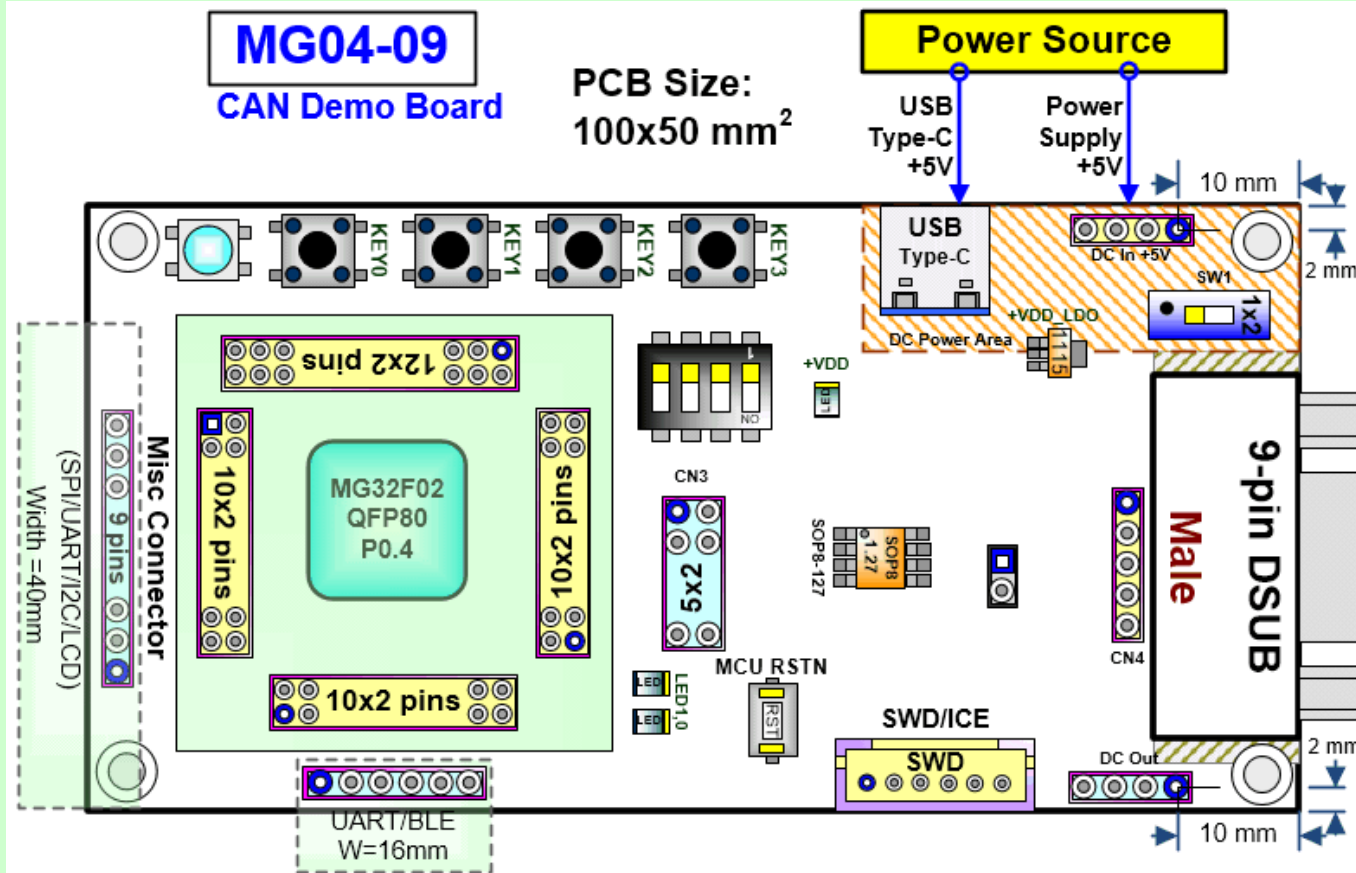 MG04-09
CAN Demo Board
PCB Size:
100x50 mm²
Power Source
USB
Type-C
+5V
Power
Supply
+5V
10 mm
2 mm
KEY0
KEY1
KEY2
KEY3
USB
Type-C
DC In +5V
SW1
1x2
DC Power Area
+VDD_LDO
1115
12x2 pins
1
ON
+VDD
LED
Misc Connector
(SPI/UART/I2C/LCD)
Width =40mm
9 pins
10x2 pins
MG32F02
QFP80
P0.4
10x2 pins
10x2 pins
CN3
5x2
SOP8-127
SOP8
1.27
CN4
9-pin DSUB
Male
LED
LED
LED1,0
MCU RSTN
RST
SWD/ICE
SWD
DC Out
2 mm
10 mm
UART/BLE
W=16mm